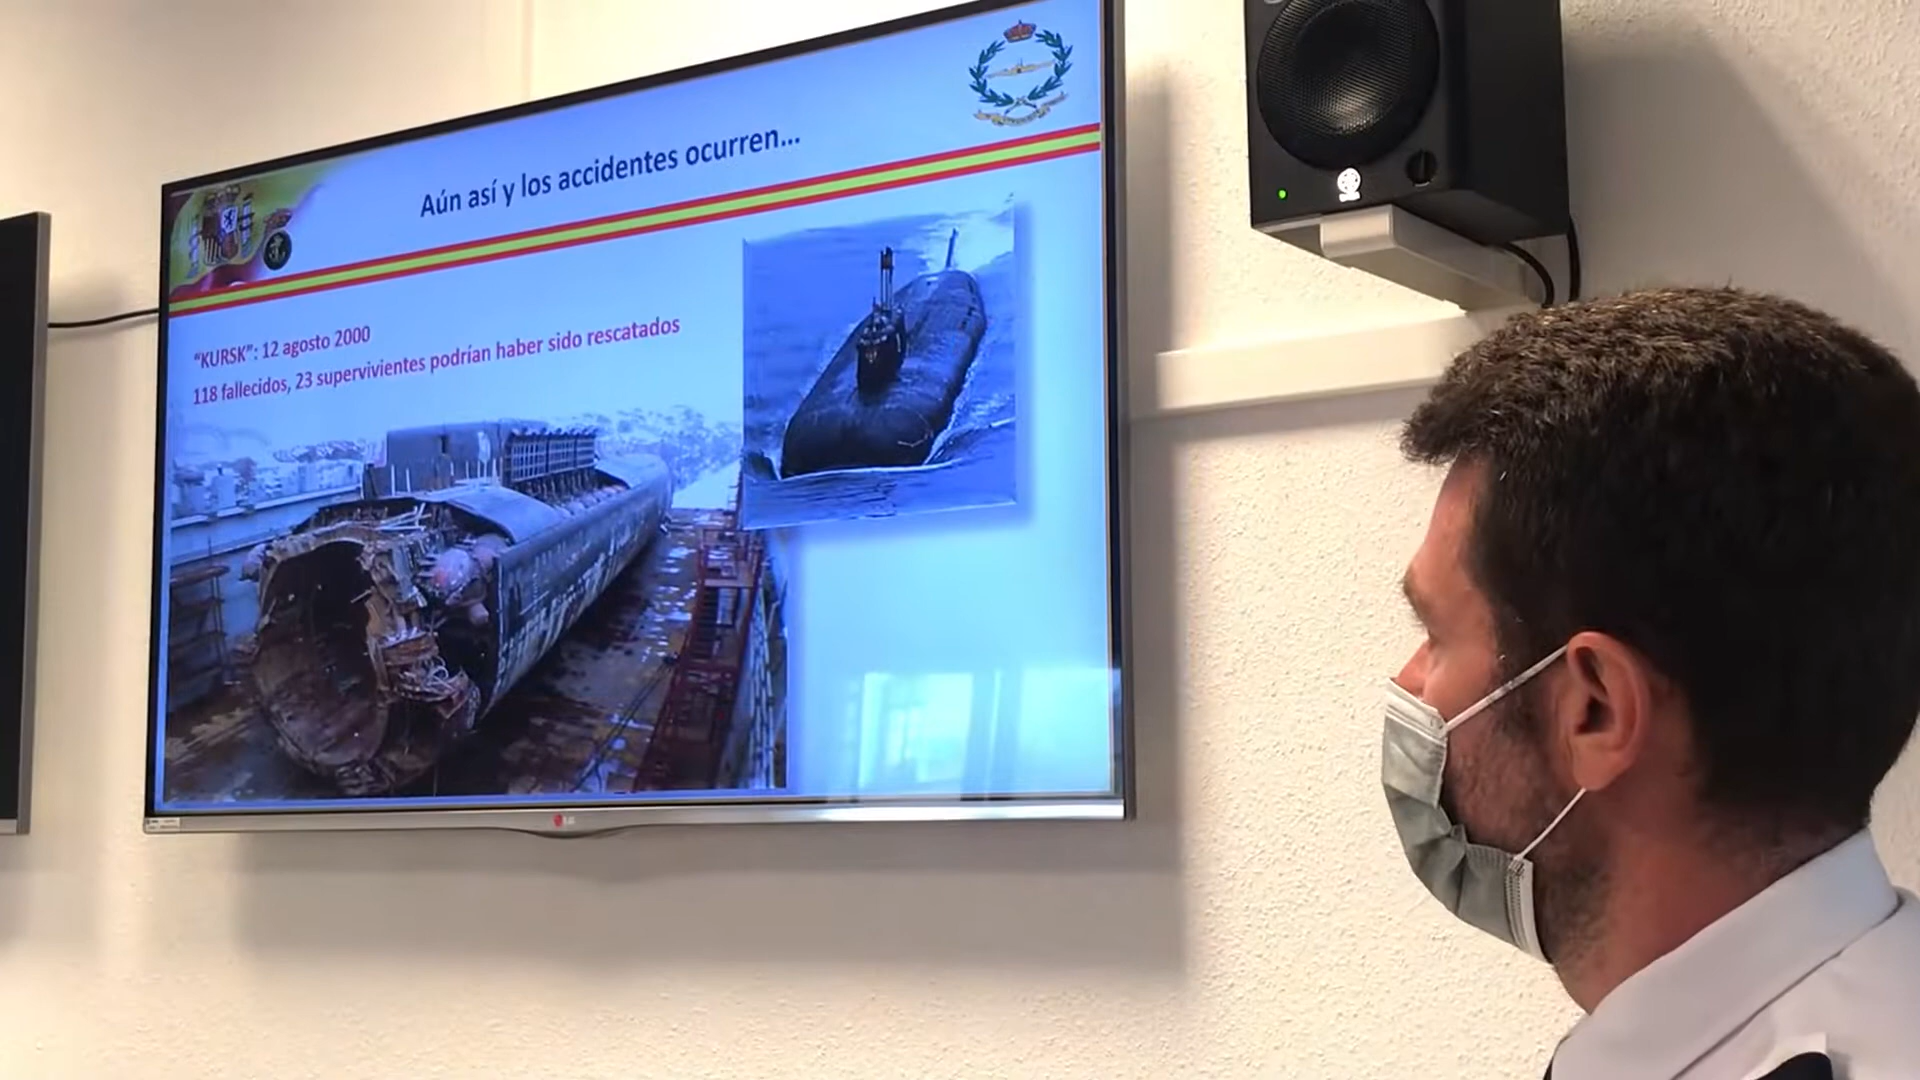 Aún así y los accidentes ocurren...
“KURSK”: 12 agosto 2000
118 fallecidos, 23 supervivientes podrían haber sido rescatados
LG